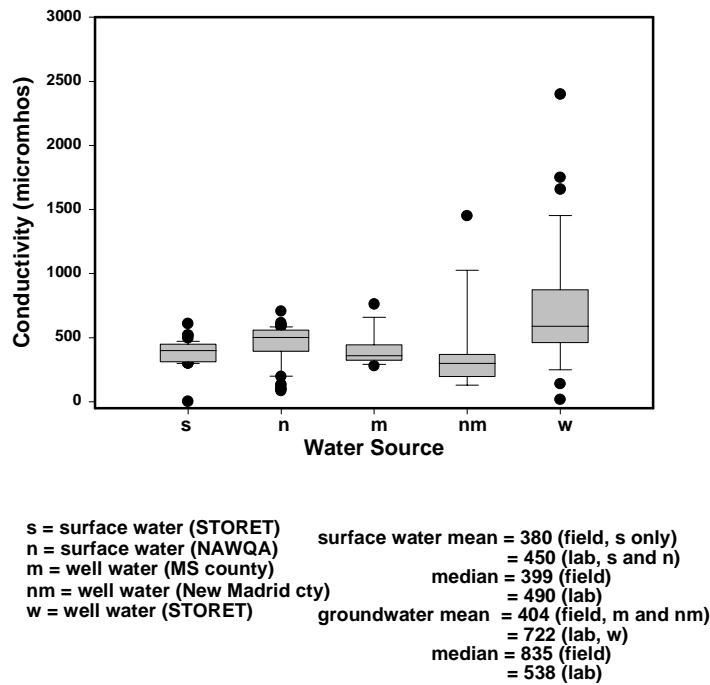 3000
2500
2000
1500
1000
500
0
Conductivity (micromhos)
s n m nm w
Water Source
s = surface water (STORET)
n = surface water (NAWQA)
m = well water (MS county)
nm = well water (New Madrid cty)
w = well water (STORET)
surface water mean = 380 (field, s only)
= 450 (lab, s and n)
median = 399 (field)
= 490 (lab)
groundwater mean = 404 (field, m and nm)
= 722 (lab, w)
median = 835 (field)
= 538 (lab)